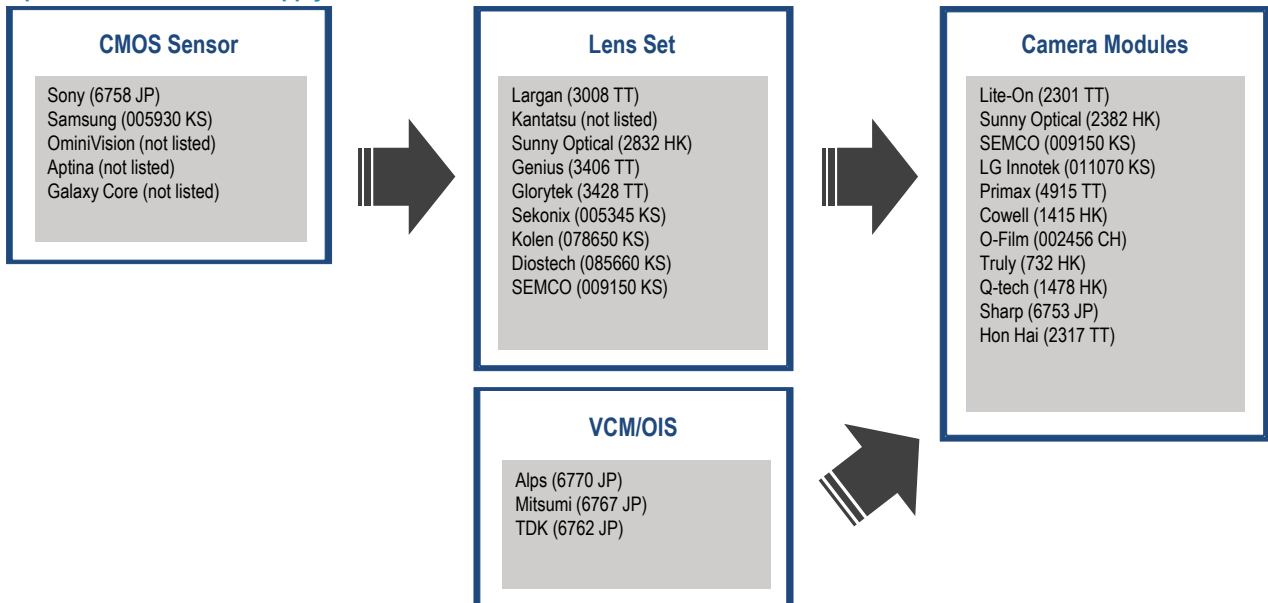 CMOS Sensor
Sony (6758 JP)
Samsung (005930 KS)
OminiVision (not listed)
Aptina (not listed)
Galaxy Core (not listed)
Lens Set
Largan (3008 TT)
Kantatsu (not listed)
Sunny Optical (2832 HK)
Genius (3406 TT)
Glorytek (3428 TT)
Sekonix (005345 KS)
Kolen (078650 KS)
Diostech (085660 KS)
SEMCO (009150 KS)
Camera Modules
Lite-On (2301 TT)
Sunny Optical (2382 HK)
SEMCO (009150 KS)
LG Innotek (011070 KS)
Primax (4915 TT)
Cowell (1415 HK)
O-Film (002456 CH)
Truly (732 HK)
Q-tech (1478 HK)
Sharp (6753 JP)
Hon Hai (2317 TT)
VCM/OIS
Alps (6770 JP)
Mitsumi (6767 JP)
TDK (6762 JP)